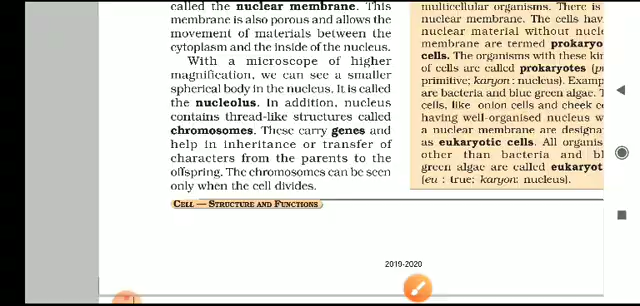 called the nuclear membrane. This
membrane is also porous and allows the
movement of materials between the
cytoplasm and the inside of the nucleus.
With a microscope of higher
magnification, we can see a smaller
spherical body in the nucleus. It is called
the nucleolus. In addition, nucleus
contains thread-like structures called
chromosomes. These carry genes and
help in inheritance or transfer of
characters from the parents to the
offspring. The chromosomes can be seen
only when the cell divides.
multicellular organisms. There is
nuclear membrane. The cells hav
nuclear material without nucle
membrane are termed prokaryo
cells. The organisms with these kin
of cells are called prokaryotes (p
primitive; karyon : nucleus). Examp
are bacteria and blue green algae. T
cells, like onion cells and cheek ce
having well-organised nucleus w
a nuclear membrane are designa
as eukaryotic cells. All organis
other than bacteria and bl
green algae are called eukaryot
(eu : true; karyon: nucleus).
CELL — STRUCTURE AND FUNCTIONS
2019-2020